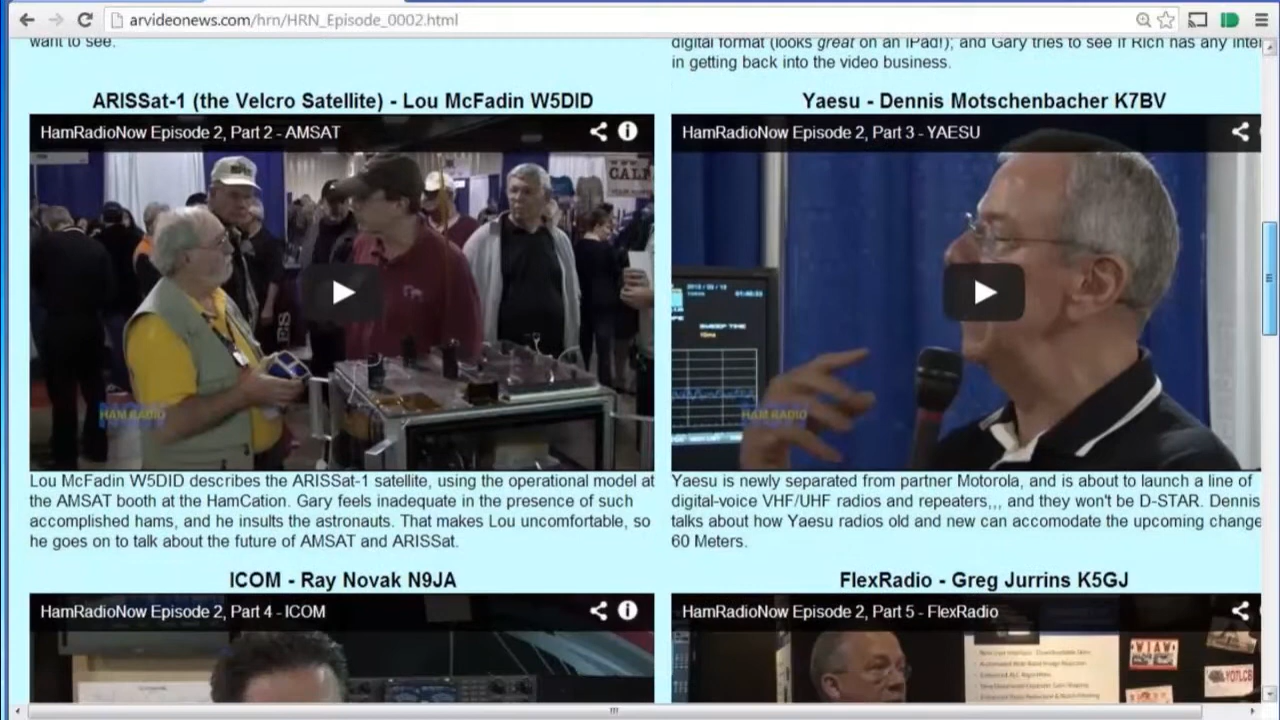 arvideonews.com/hrn/HRN_Episode_0002.html
want to see.
digital format (looks great on an iPad!); and Gary tries to see if Rich has any
in getting back into the video business.
ARISSat-1 (the Velcro Satellite) - Lou McFadin W5DID
HamRadioNow Episode 2, Part 2 - AMSAT
HAM RADIO
Lou McFadin W5DID describes the ARISSat-1 satellite, using the operational model at
the AMSAT booth at the HamCation. Gary feels inadequate in the presence of such
accomplished hams, and he insults the astronauts. That makes Lou uncomfortable, so
he goes on to talk about the future of AMSAT and ARISSat.
Yaesu - Dennis Motschenbacher K7BV
HamRadioNow Episode 2, Part 3 - YAESU
SWEEP TIME
HAM RADIO
Yaesu is newly separated from partner Motorola, and is about to launch a line of
digital-voice VHF/UHF radios and repeaters,,, and they won't be D-STAR. Dennis
talks about how Yaesu radios old and new can accomodate the upcoming change
60 Meters.
ICOM - Ray Novak N9JA
HamRadioNow Episode 2, Part 4 - ICOM
FlexRadio - Greg Jurrins K5GJ
HamRadioNow Episode 2, Part 5 - FlexRadio
W1AW